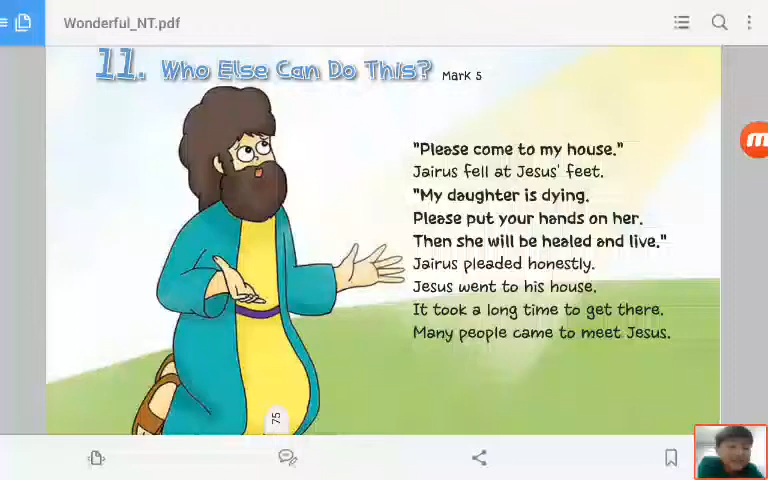 Wonderful_NT.pdf
11. Who Else Can Do This? Mark 5
"Please come to my house."
Jairus fell at Jesus' feet.
"My daughter is dying.
Please put your hands on her.
Then she will be healed and live."
Jairus pleaded honestly.
Jesus went to his house.
It took a long time to get there.
Many people came to meet Jesus.
75